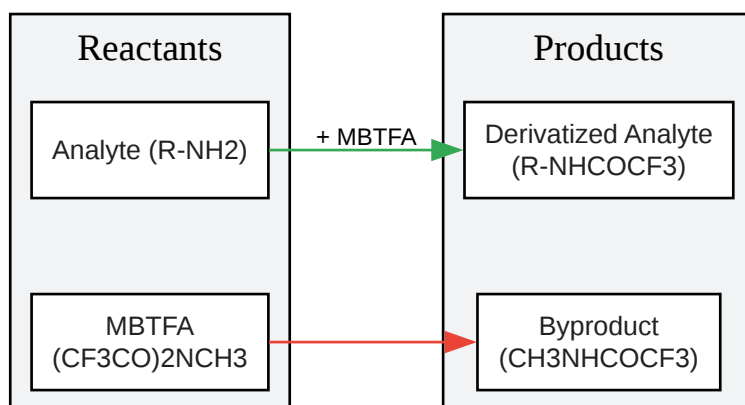 Reactants
Products
Analyte (R-NH2)
+ MBTFA
Derivatized Analyte
(R-NHCOCF3)
MBTFA
(CF3CO)2NCH3
Byproduct
(CH3NHCOCF3)